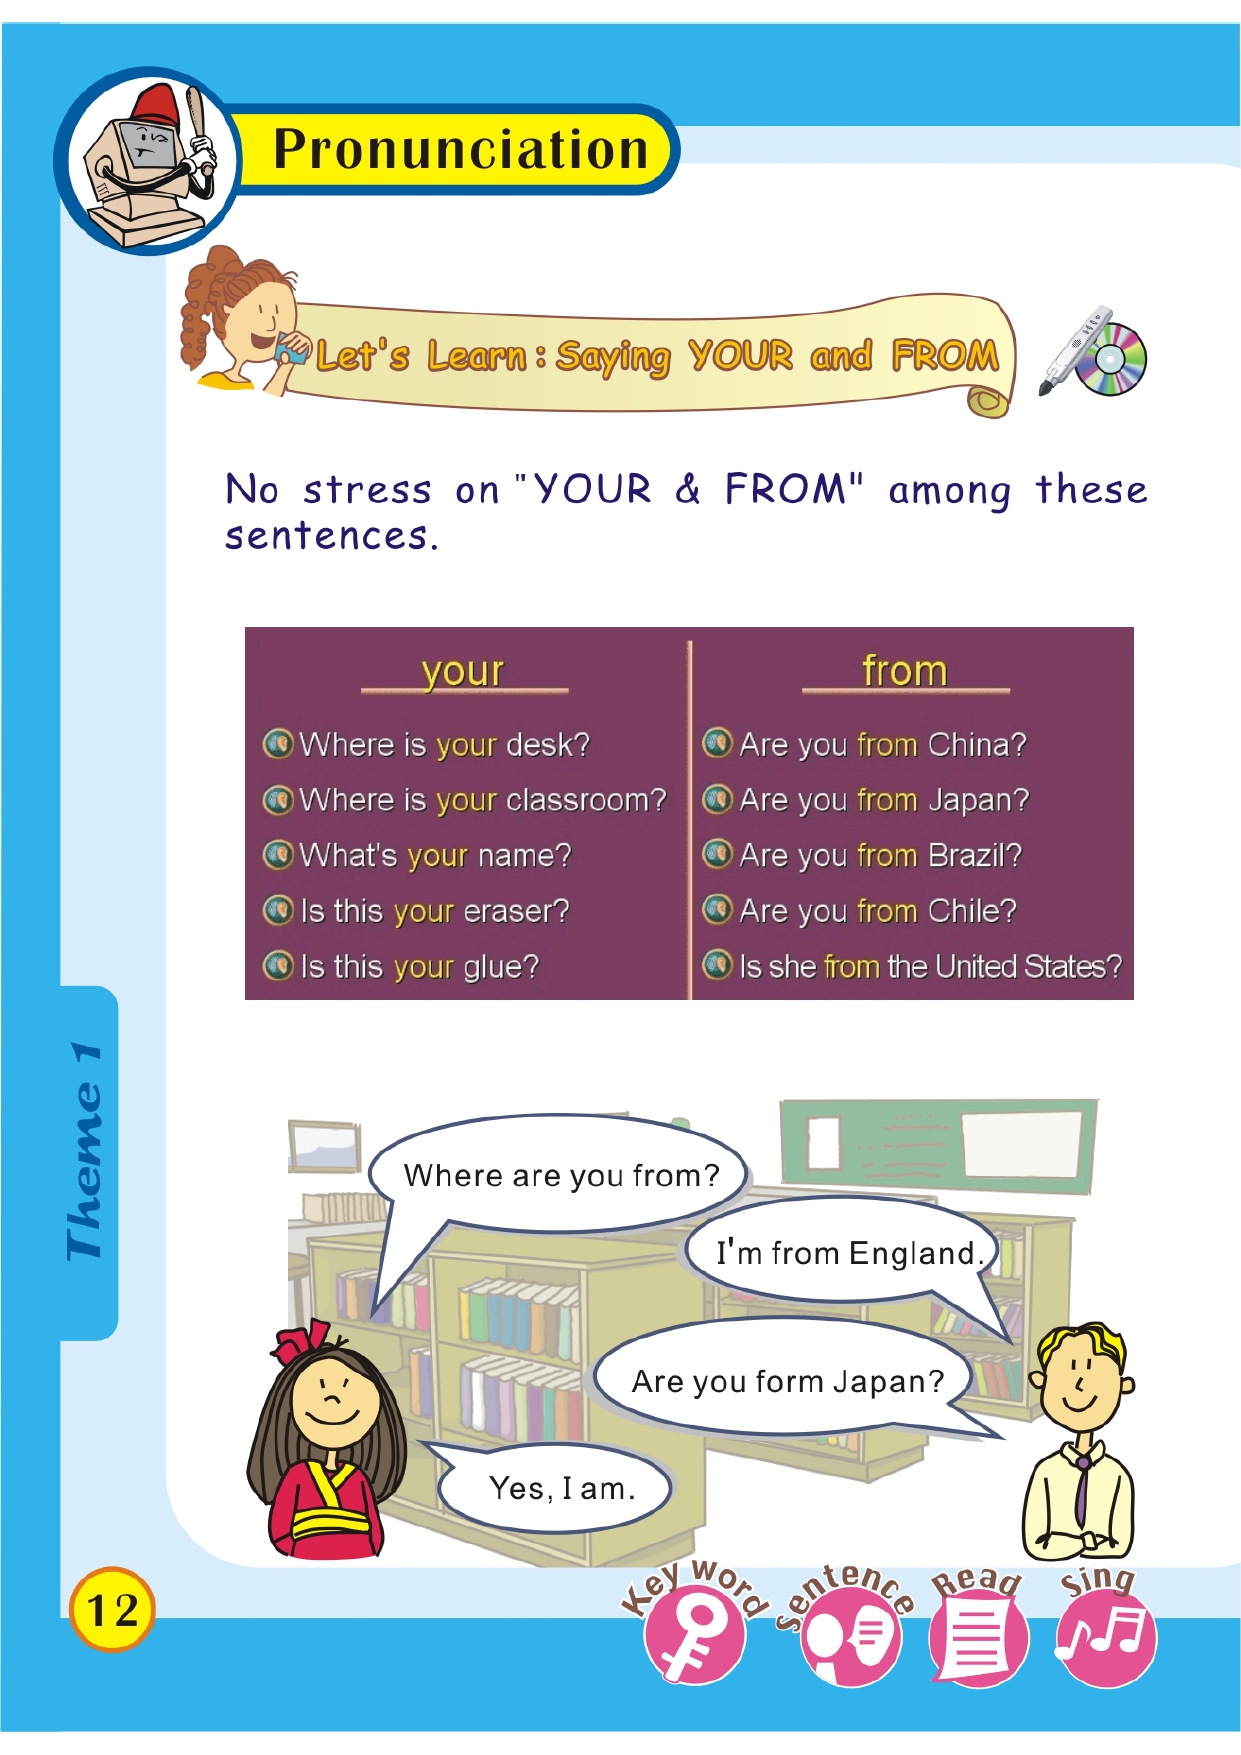 Pronunciation
Let's Learn : Saying YOUR and FROM
No stress on "YOUR & FROM" among these
sentences.
your
Where is your desk?
Where is your classroom?
What's your name?
Is this your eraser?
Is this your glue?
from
Are you from China?
Are you from Japan?
Are you from Brazil?
Are you from Chile?
Is she from the United States?
Theme 1
Where are you from?
I'm from England.
Are you form Japan?
Yes, I am.
12
Key word
Sentence
Read
Sing